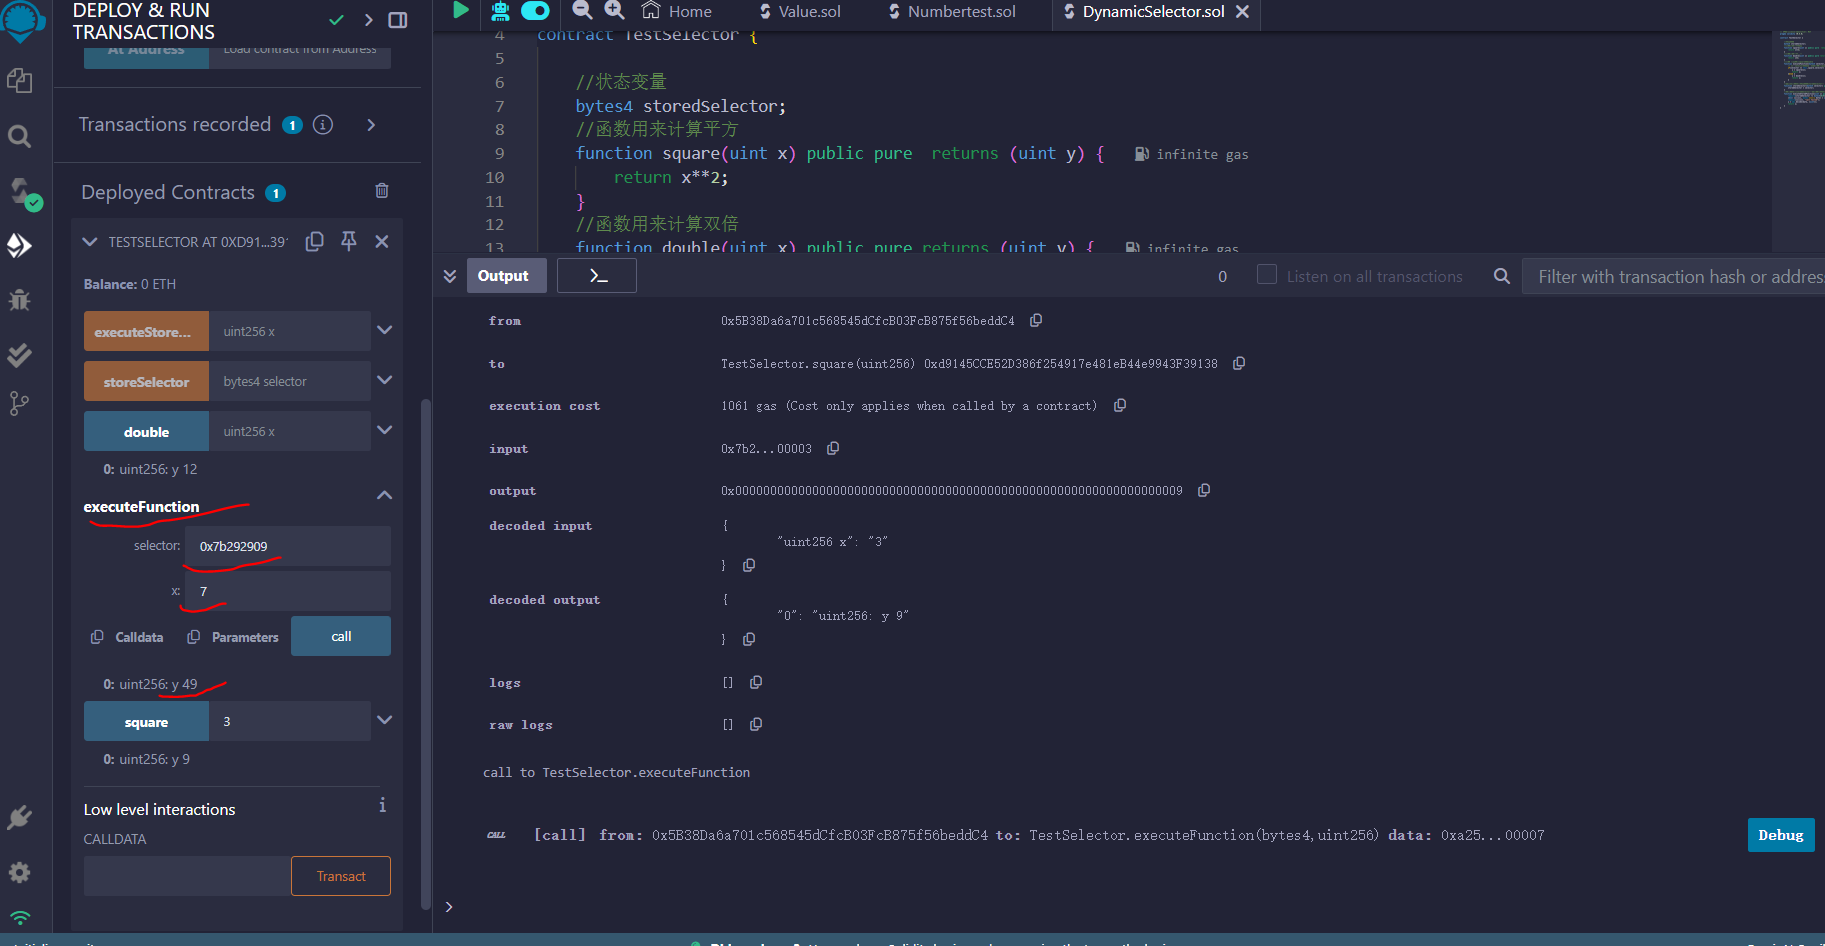 DEPLOY & RUN
TRANSACTIONS
At Address
Load contract from Address
Transactions recorded 1 i
Deployed Contracts 1
TESTSELECTOR AT 0XD91...391
Balance: 0 ETH
executeStore... uint256 x
storeSelector bytes4 selector
double uint256 x
0: uint256: y 12
executeFunction
selector: 0x7b292909
x: 7
Calldata Parameters call
0: uint256: y 49
square 3
0: uint256: y 9
Low level interactions i
CALLDATA
Transact
Home Value.sol Numbertest.sol DynamicSelector.sol
4 contract TestSelector {
5
6 //状态变量
7 bytes4 storedSelector;
8 //函数用来计算平方
9 function square(uint x) public pure returns (uint y) { infinite gas
10 return x**2;
11 }
12 //函数用来计算双倍
13 function double(uint x) public pure returns (uint y) { infinite gas
Output >_ 0 Listen on all transactions Filter with transaction hash or address
from 0x5B38Da6a701c568545dCfcB03FcB875f56beddC4
to TestSelector.square(uint256) 0xd9145CCE52D386f254917e481eB44e9943F39138
execution cost 1061 gas (Cost only applies when called by a contract)
input 0x7b2...00003
output 0x0000000000000000000000000000000000000000000000000000000000000009
decoded input {
"uint256 x": "3"
}
decoded output {
"0": "uint256: y 9"
}
logs []
raw logs []
call to TestSelector.executeFunction
CALL [call] from: 0x5B38Da6a701c568545dCfcB03FcB875f56beddC4 to: TestSelector.executeFunction(bytes4,uint256) data: 0xa25...00007 Debug
>